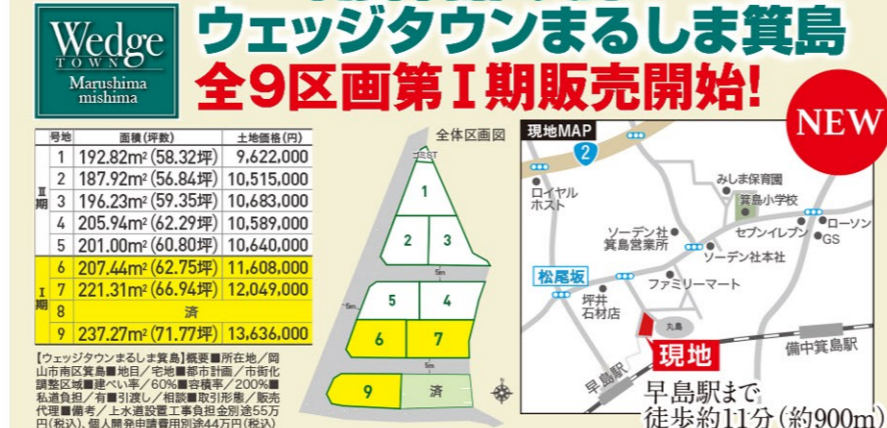 Wedge
TOWN
Marushima
mishima
ウェッジタウンまるしま箕島
全9区画第Ⅰ期販売開始!
NEW
号地 面積(坪数) 土地価格(円)
Ⅱ期
1 192.82m²(58.32坪) 9,622,000
2 187.92m²(56.84坪) 10,515,000
3 196.23m²(59.35坪) 10,683,000
4 205.94m²(62.29坪) 10,589,000
5 201.00m²(60.80坪) 10,640,000
Ⅰ期
6 207.44m²(62.75坪) 11,608,000
7 221.31m²(66.94坪) 12,049,000
8 済
9 237.27m²(71.77坪) 13,636,000
【ウェッジタウンまるしま箕島】概要■所在地/岡
山市南区箕島■地目/宅地■都市計画/市街化
調整区域■建ぺい率/60%■容積率/200%■
私道負担/有■引渡し/相談■取引形態/販売
代理■備考/上水道設置工事負担金別途55万
円(税込)、個人開発申請費用別途44万円(税込)
全体区画図
ゴミST
1
2 3
5m
5 4
6m
6 7
5m
9 済
現地MAP
2
ロイヤル
ホスト
みしま保育園
箕島小学校
ソーデン社
箕島営業所
セブンイレブン
ローソン
GS
ソーデン社本社
松尾坂
ファミリーマート
坪井
石材店
丸島
現地
早島駅
備中箕島駅
早島駅まで
徒歩約11分(約900m)